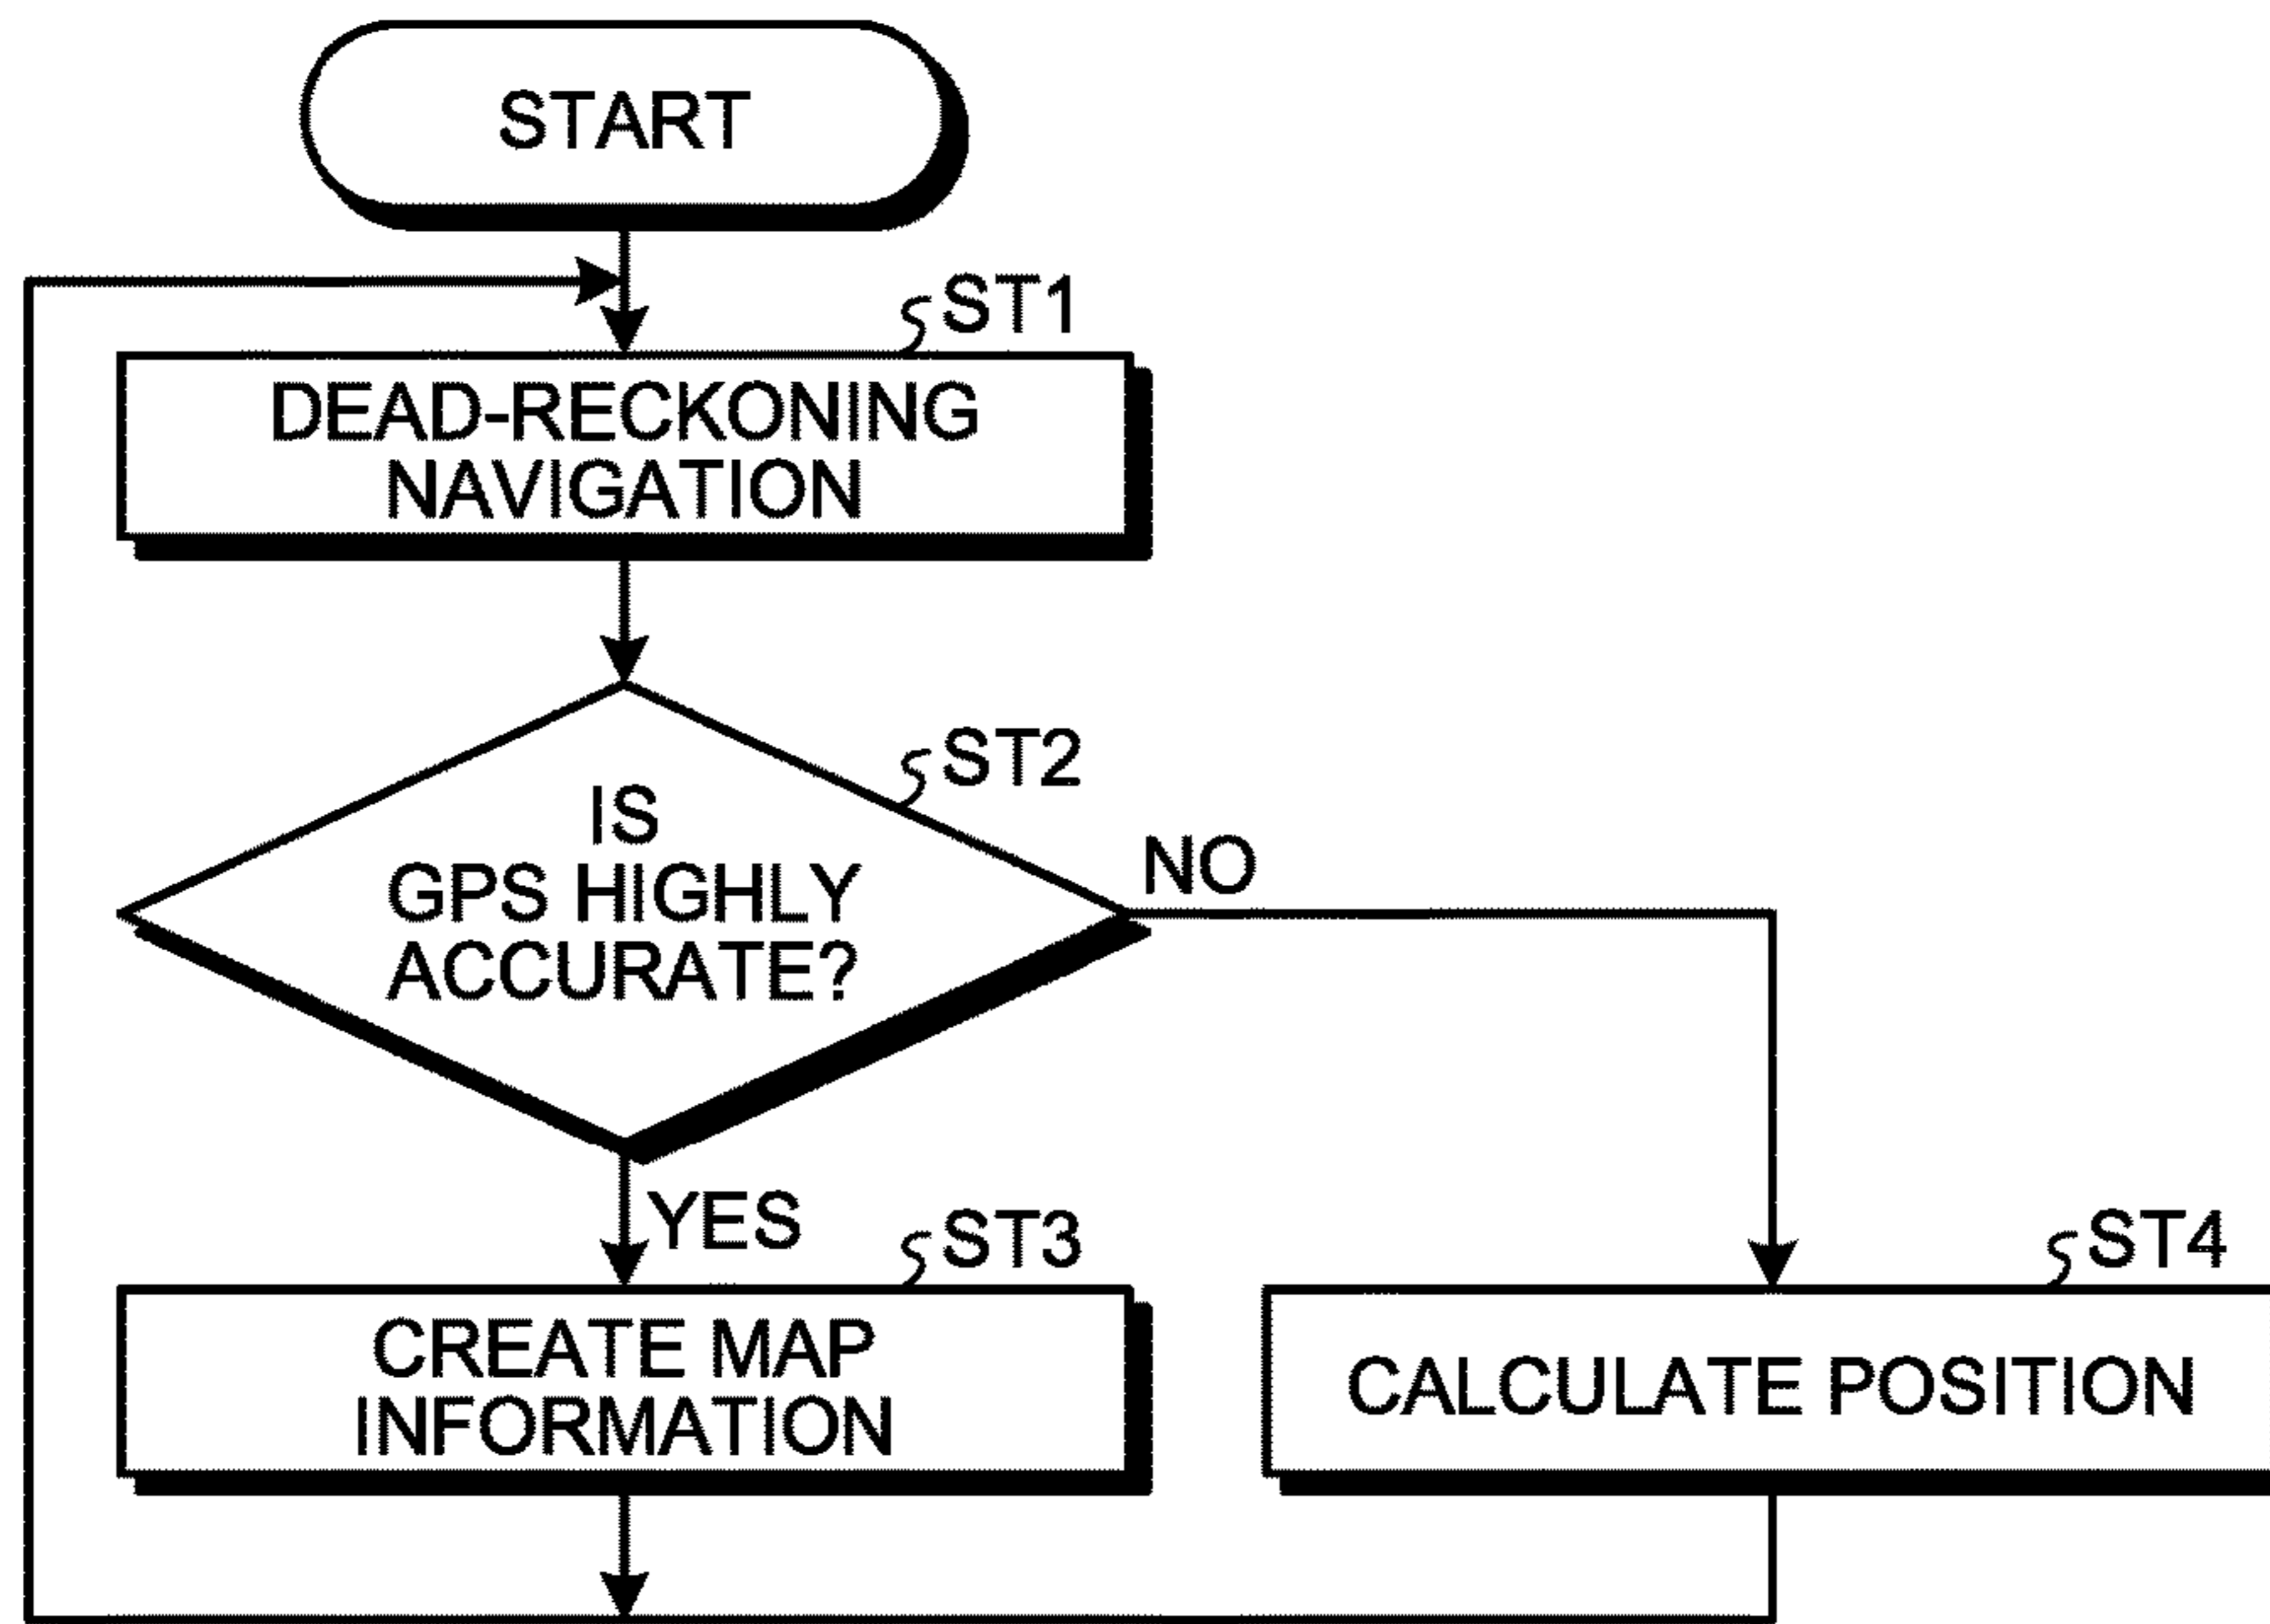 START
ST1
DEAD-RECKONING
NAVIGATION
ST2
IS
GPS HIGHLY
ACCURATE?
NO
YES
ST3
CREATE MAP
INFORMATION
ST4
CALCULATE POSITION